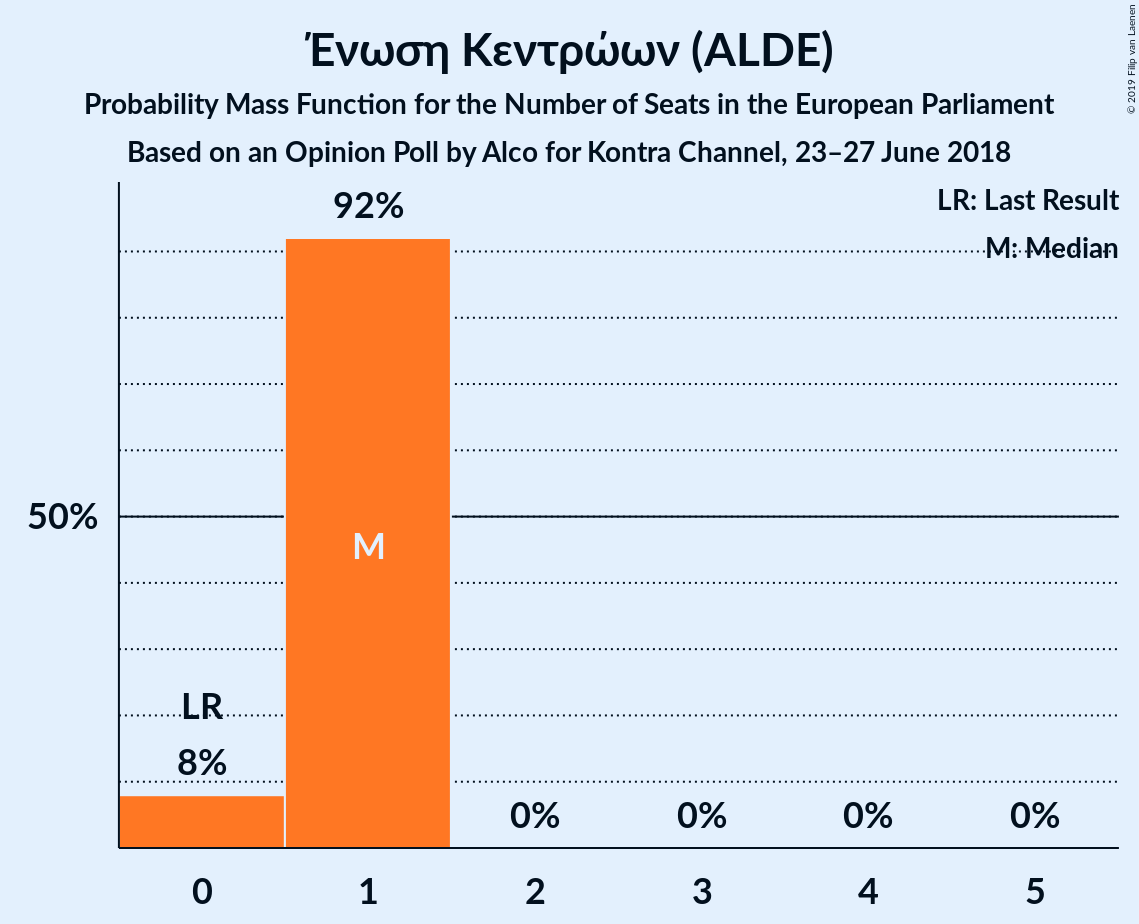 Ένωση Κεντρώων (ALDE)
Probability Mass Function for the Number of Seats in the European Parliament
Based on an Opinion Poll by Alco for Kontra Channel, 23–27 June 2018
© 2019 Filip van Laenen
LR: Last Result
M: Median
92%
50%
M
LR
8%
0%
0%
0%
0%
0
1
2
3
4
5